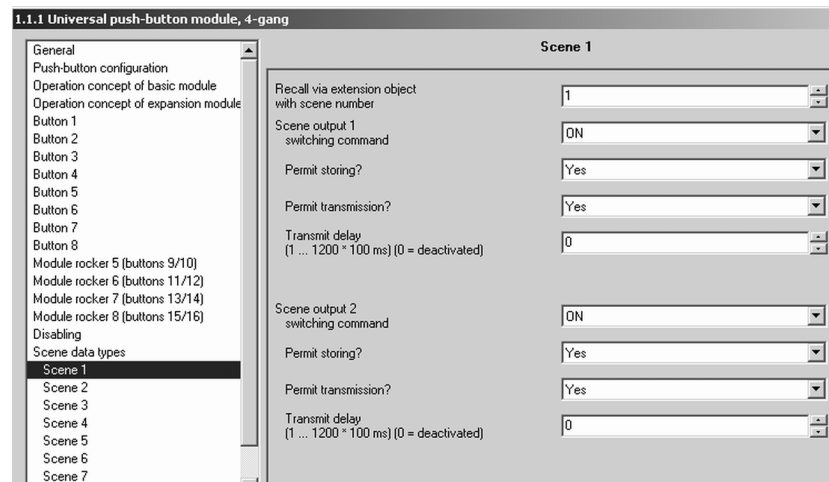 1.1.1 Universal push-button module, 4-gang
General
Push-button configuration
Operation concept of basic module
Operation concept of expansion module
Button 1
Button 2
Button 3
Button 4
Button 5
Button 6
Button 7
Button 8
Module rocker 5 (buttons 9/10)
Module rocker 6 (buttons 11/12)
Module rocker 7 (buttons 13/14)
Module rocker 8 (buttons 15/16)
Disabling
Scene data types
Scene 1
Scene 2
Scene 3
Scene 4
Scene 5
Scene 6
Scene 7
Scene 1
Recall via extension object
with scene number
1
Scene output 1
switching command
ON
Permit storing?
Yes
Permit transmission?
Yes
Transmit delay
(1 ... 1200 * 100 ms) (0 = deactivated)
0
Scene output 2
switching command
ON
Permit storing?
Yes
Permit transmission?
Yes
Transmit delay
(1 ... 1200 * 100 ms) (0 = deactivated)
0